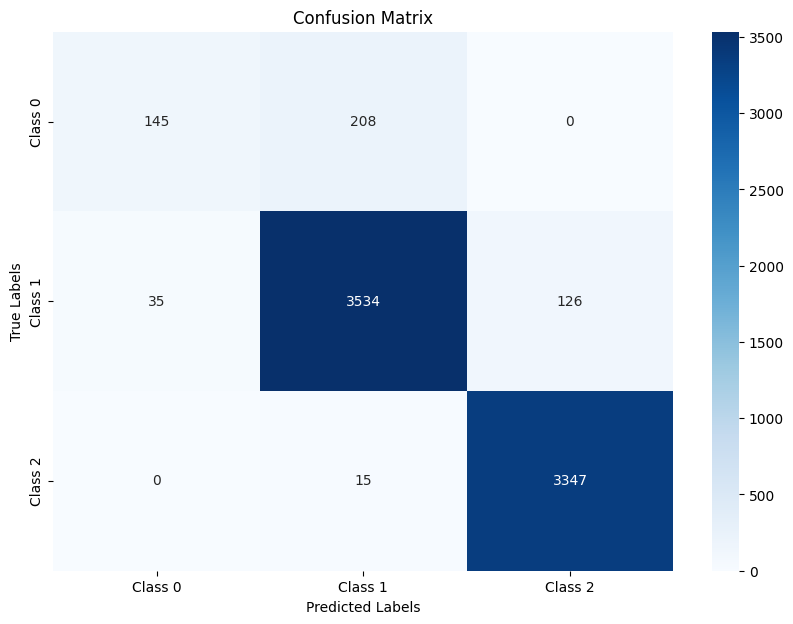 Confusion Matrix
True Labels
Class 0
145 208 0
Class 1
35 3534 126
Class 2
0 15 3347
Class 0 Class 1 Class 2
Predicted Labels
3500
3000
2500
2000
1500
1000
500
0